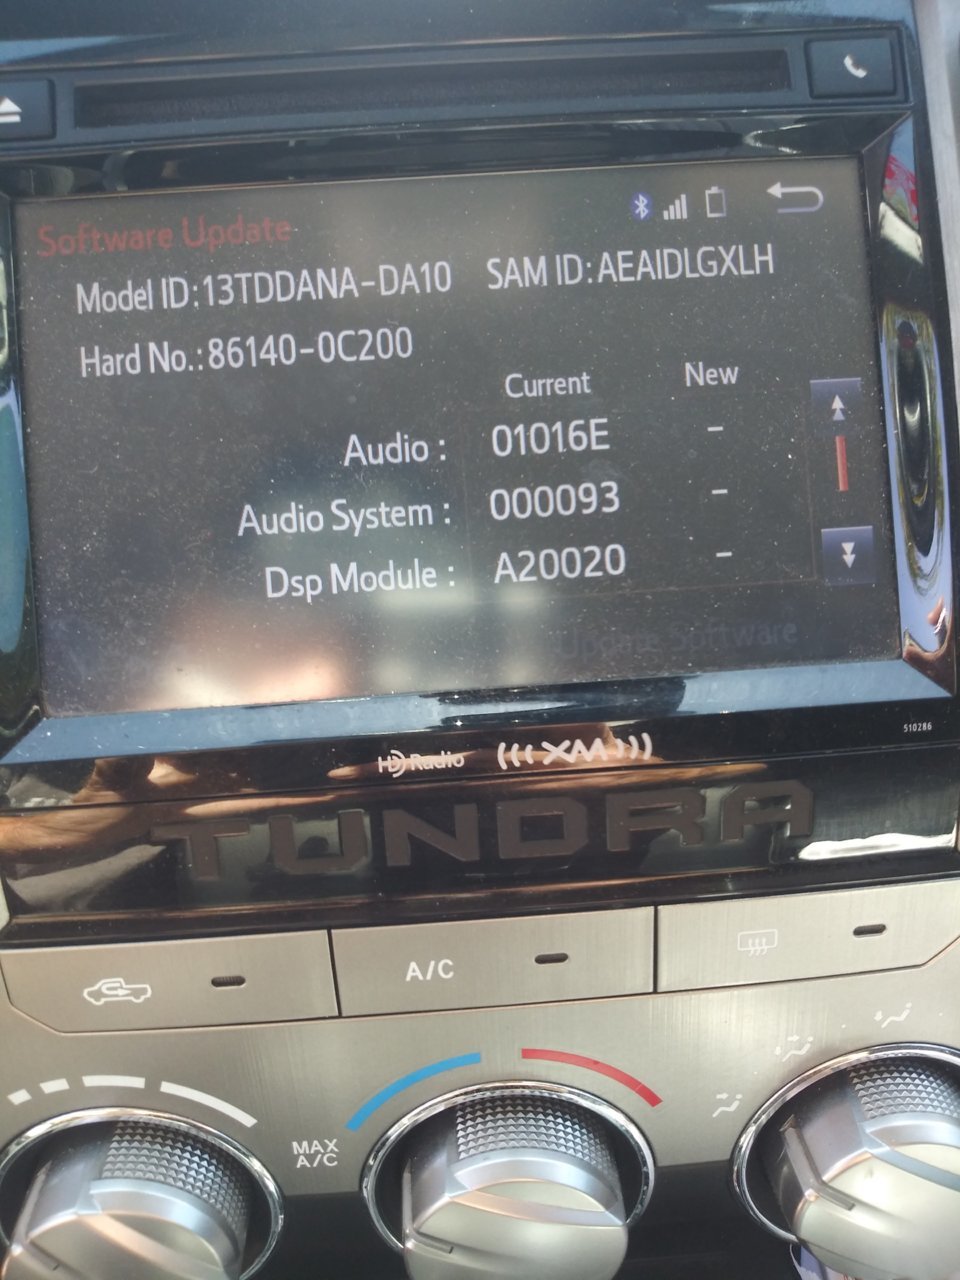 Software Update
Model ID:13TDDANA-DA10 SAM ID:AEAIDLGXLH
Hard No.:86140-0C200
Current New
Audio : 01016E -
Audio System : 000093 -
Dsp Module : A20020 -
Update Software
510286
HD Radio (((XM)))
TUNDRA
A/C
MAX
A/C